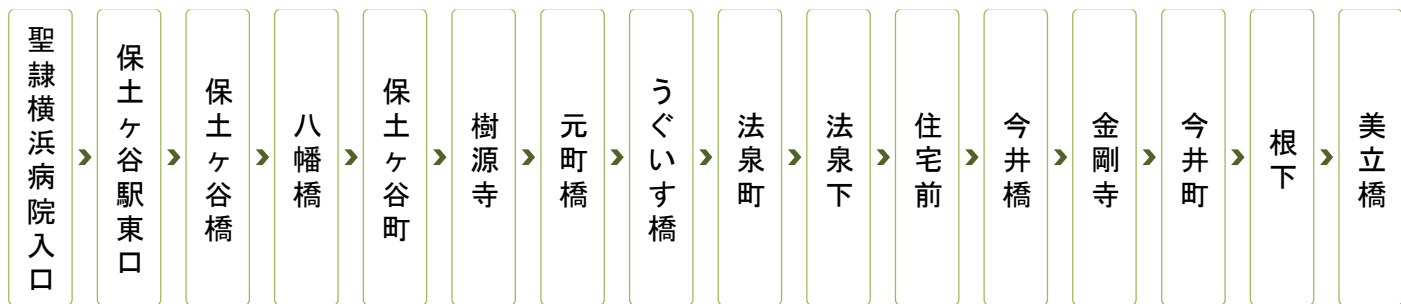 聖隷横浜病院入口
保土ヶ谷駅東口
保土ヶ谷橋
八幡橋
保土ヶ谷町
樹源寺
元町橋
うぐいす橋
法泉町
法泉下
住宅前
今井橋
金剛寺
今井町
根下
美立橋